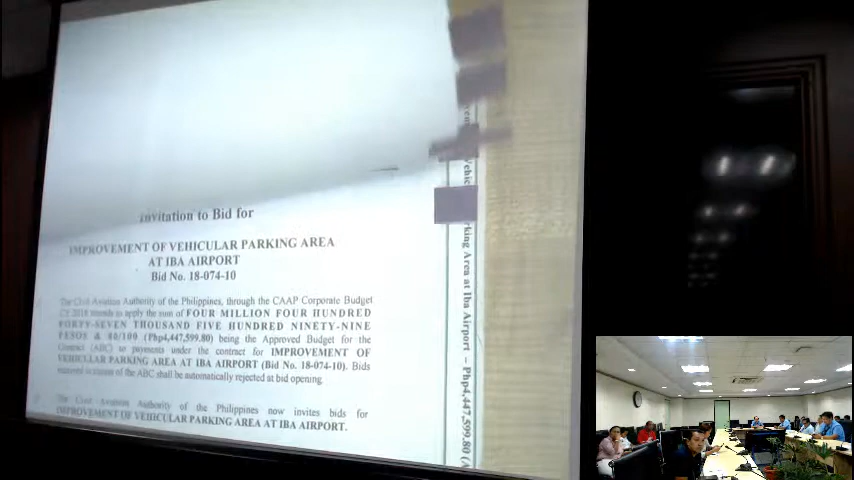 Invitation to Bid for
IMPROVEMENT OF VEHICULAR PARKING AREA
AT IBA AIRPORT
Bid No. 18-074-10
The Civil Aviation Authority of the Philippines, through the CAAP Corporate Budget
CY 2018 intends to apply the sum of FOUR MILLION FOUR HUNDRED
FORTY-SEVEN THOUSAND FIVE HUNDRED NINETY-NINE
PESOS & 80/100 (Php4,447,599.80) being the Approved Budget for the
Contract (ABC) to payments under the contract for IMPROVEMENT OF
VEHICULAR PARKING AREA AT IBA AIRPORT (Bid No. 18-074-10). Bids
received in excess of the ABC shall be automatically rejected at bid opening.
The Civil Aviation Authority of the Philippines now invites bids for
IMPROVEMENT OF VEHICULAR PARKING AREA AT IBA AIRPORT.
Vehic
rking Area at Iba Airport – Php4,447,599.80 (A